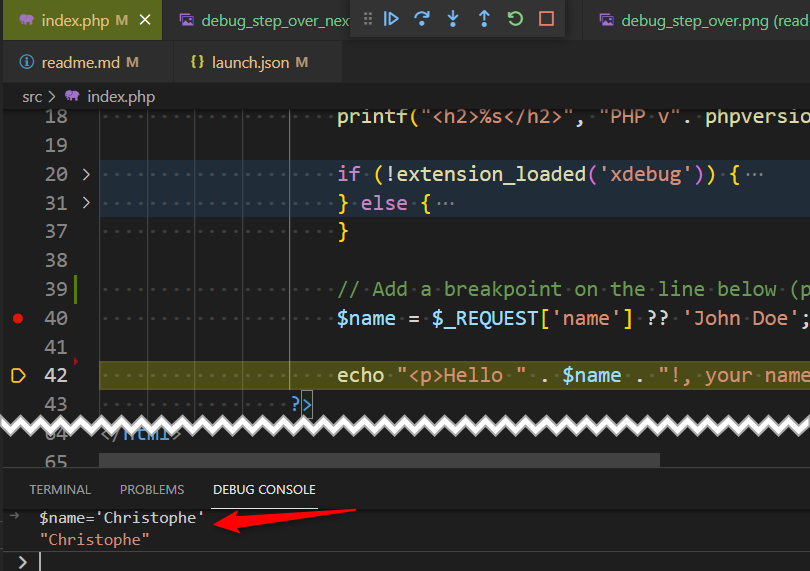 index.php M
debug_step_over_nex
debug_step_over.png (read
readme.md M
launch.json M
src > index.php
18 printf("<h2>%s</h2>", "PHP v". phpversio
19
20 if (!extension_loaded('xdebug')) { ...
31 } else { ...
37 }
38
39 // Add a breakpoint on the line below (p
40 $name = $_REQUEST['name'] ?? 'John Doe';
41
42 echo "<p>Hello " . $name . "!, your name
43 ?>
64 </html>
65
TERMINAL PROBLEMS DEBUG CONSOLE
$name='Christophe'
"Christophe"
>